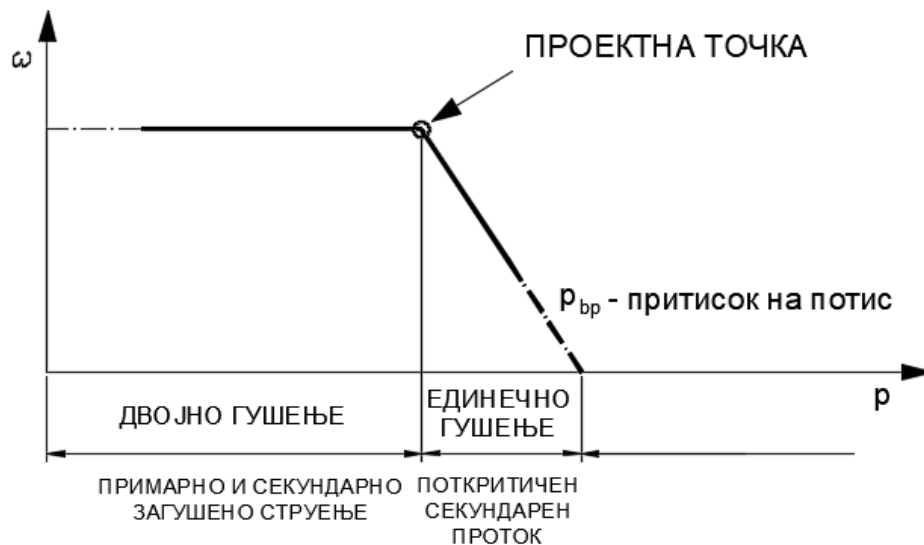 ω
ПРОЕКТНА ТОЧКА
p_bp - притисок на потис
p
ДВОЈНО ГУШЕЊЕ
ЕДИНЕЧНО
ГУШЕЊЕ
ПРИМАРНО И СЕКУНДАРНО
ЗАГУШЕНО СТРУЕЊЕ
ПОТКРИТИЧЕН
СЕКУНДАРЕН
ПРОТОК